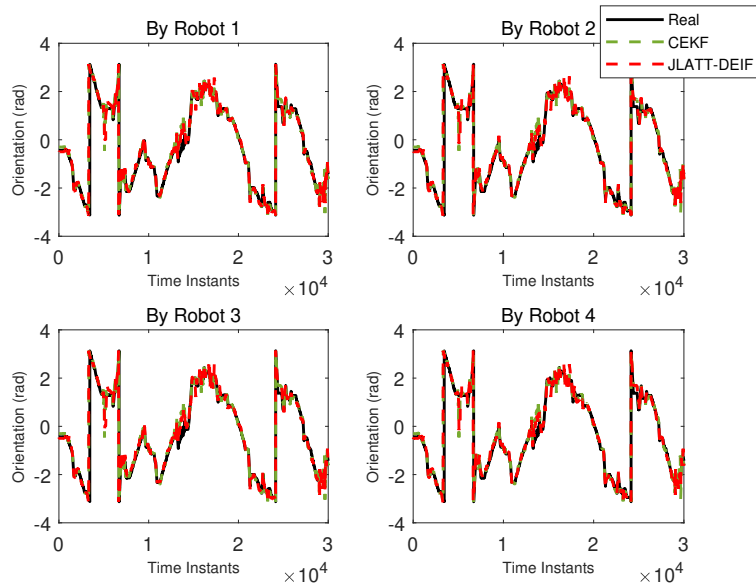 By Robot 1
By Robot 2
Real
CEKF
JLATT-DEIF
4
2
0
-2
-4
Orientation (rad)
0
1
2
3
Time Instants
×10^4
4
2
0
-2
-4
Orientation (rad)
0
1
2
3
Time Instants
×10^4
By Robot 3
By Robot 4
4
2
0
-2
-4
Orientation (rad)
0
1
2
3
Time Instants
×10^4
4
2
0
-2
-4
Orientation (rad)
0
1
2
3
Time Instants
×10^4